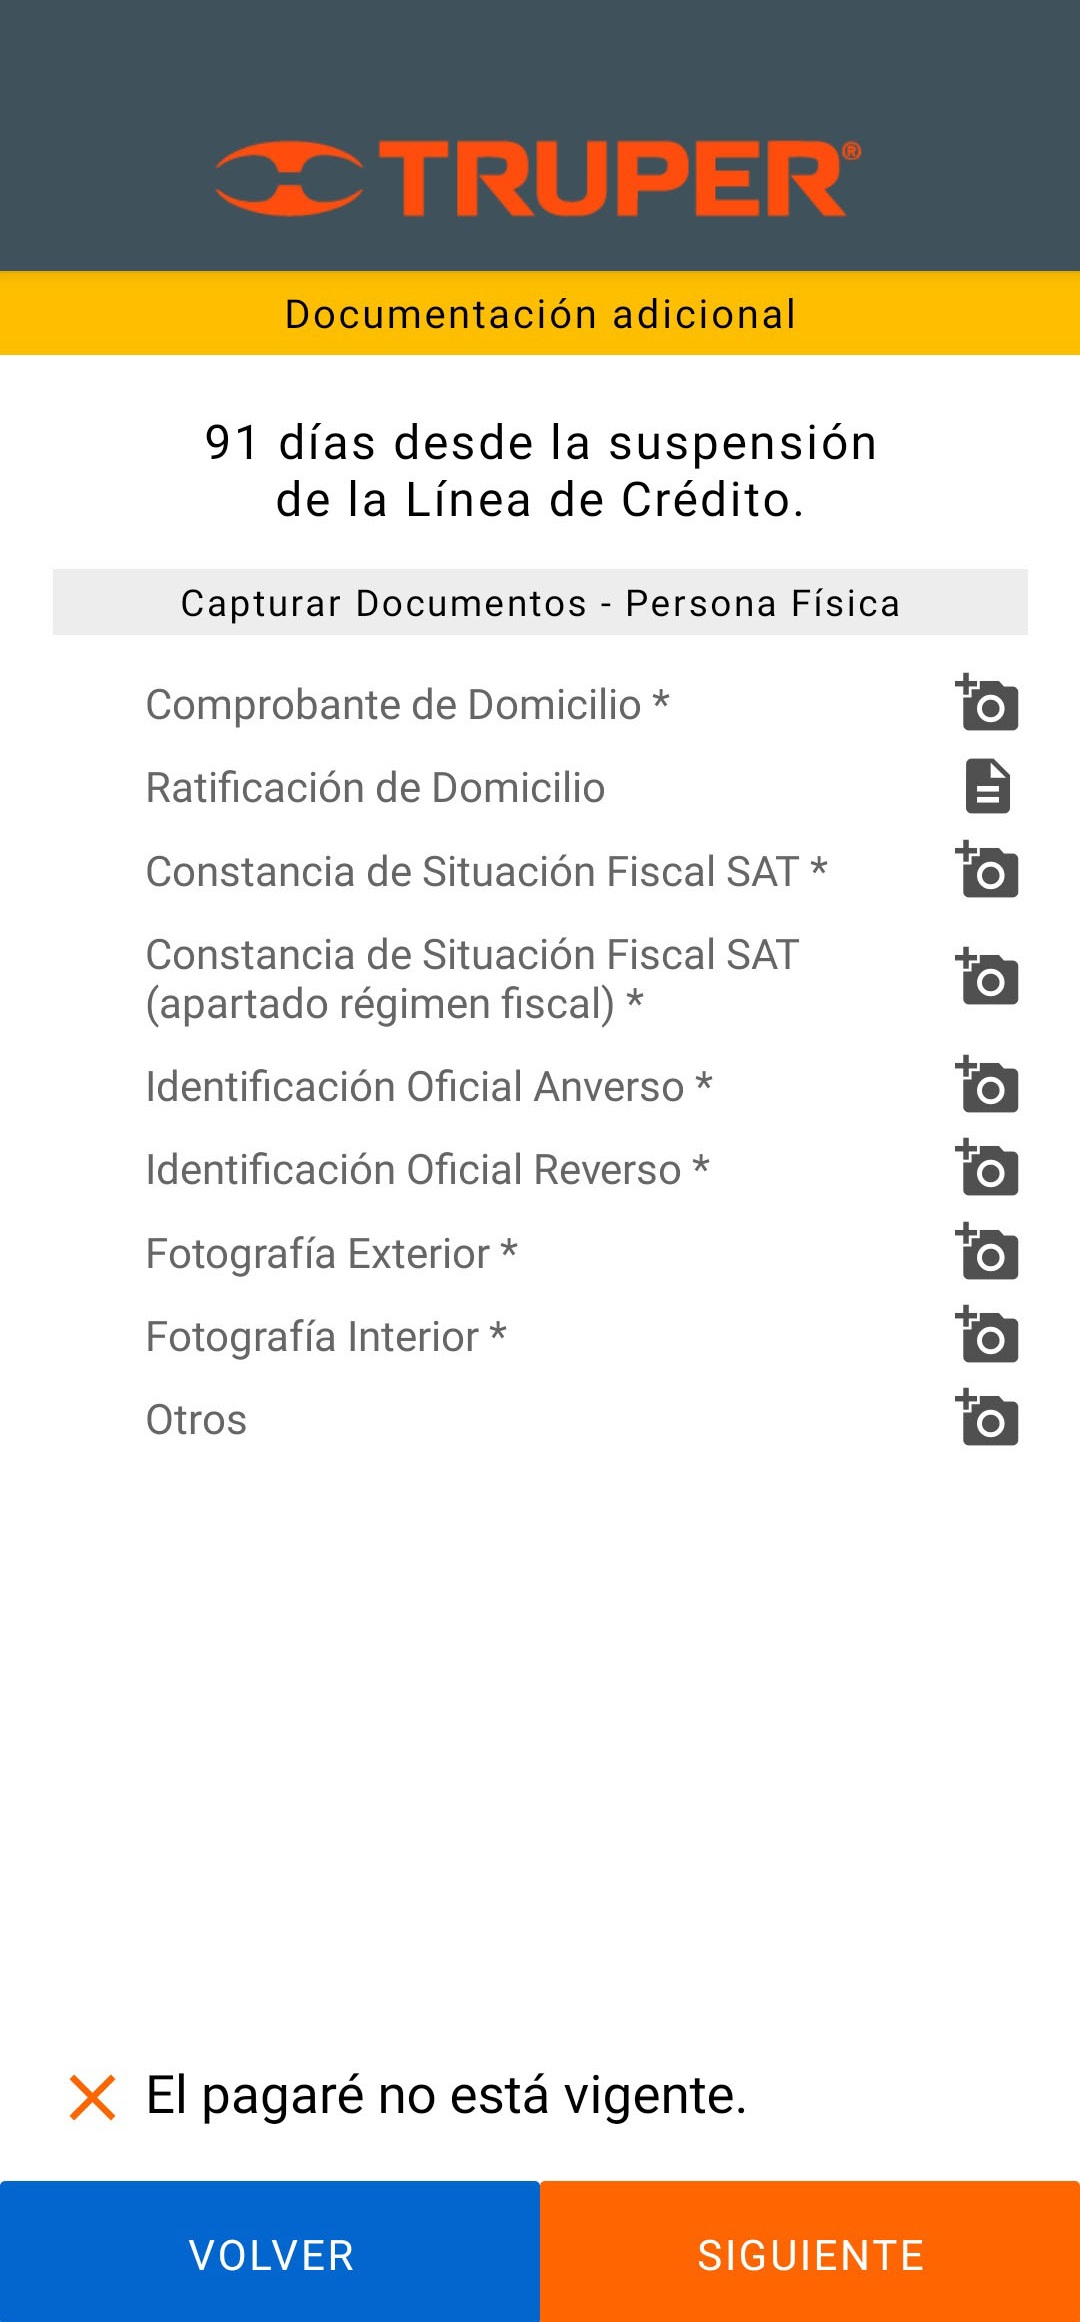 TRUPER®
Documentación adicional
91 días desde la suspensión
de la Línea de Crédito.
Capturar Documentos - Persona Física
Comprobante de Domicilio *
Ratificación de Domicilio
Constancia de Situación Fiscal SAT *
Constancia de Situación Fiscal SAT
(apartado régimen fiscal) *
Identificación Oficial Anverso *
Identificación Oficial Reverso *
Fotografía Exterior *
Fotografía Interior *
Otros
El pagaré no está vigente.
VOLVER
SIGUIENTE